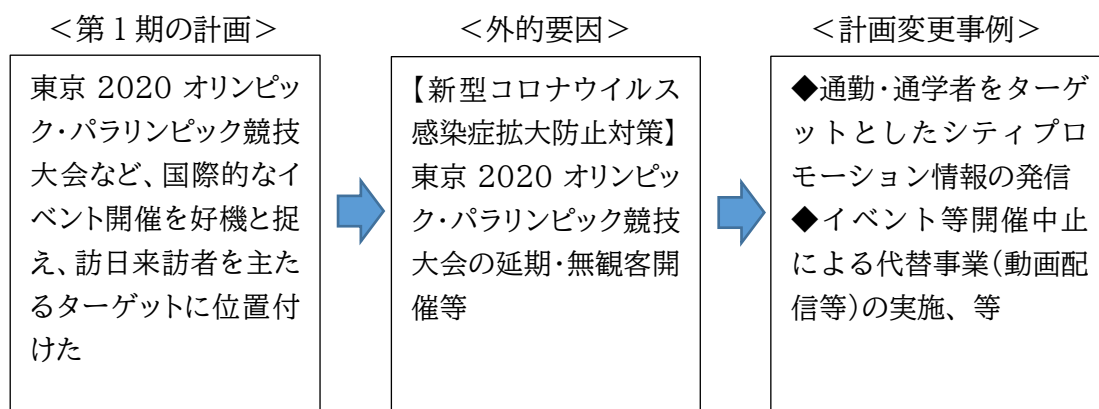 ＜第１期の計画＞
東京 2020 オリンピッ
ク・パラリンピック競技
大会など、国際的なイ
ベント開催を好機と捉
え、訪日来訪者を主た
るターゲットに位置付
けた
＜外的要因＞
【新型コロナウイルス
感染症拡大防止対策】
東京 2020 オリンピッ
ク・パラリンピック競技
大会の延期・無観客開
催等
＜計画変更事例＞
◆通勤・通学者をターゲ
ットとしたシティプロ
モーション情報の発信
◆イベント等開催中止
による代替事業（動画配
信等）の実施、等